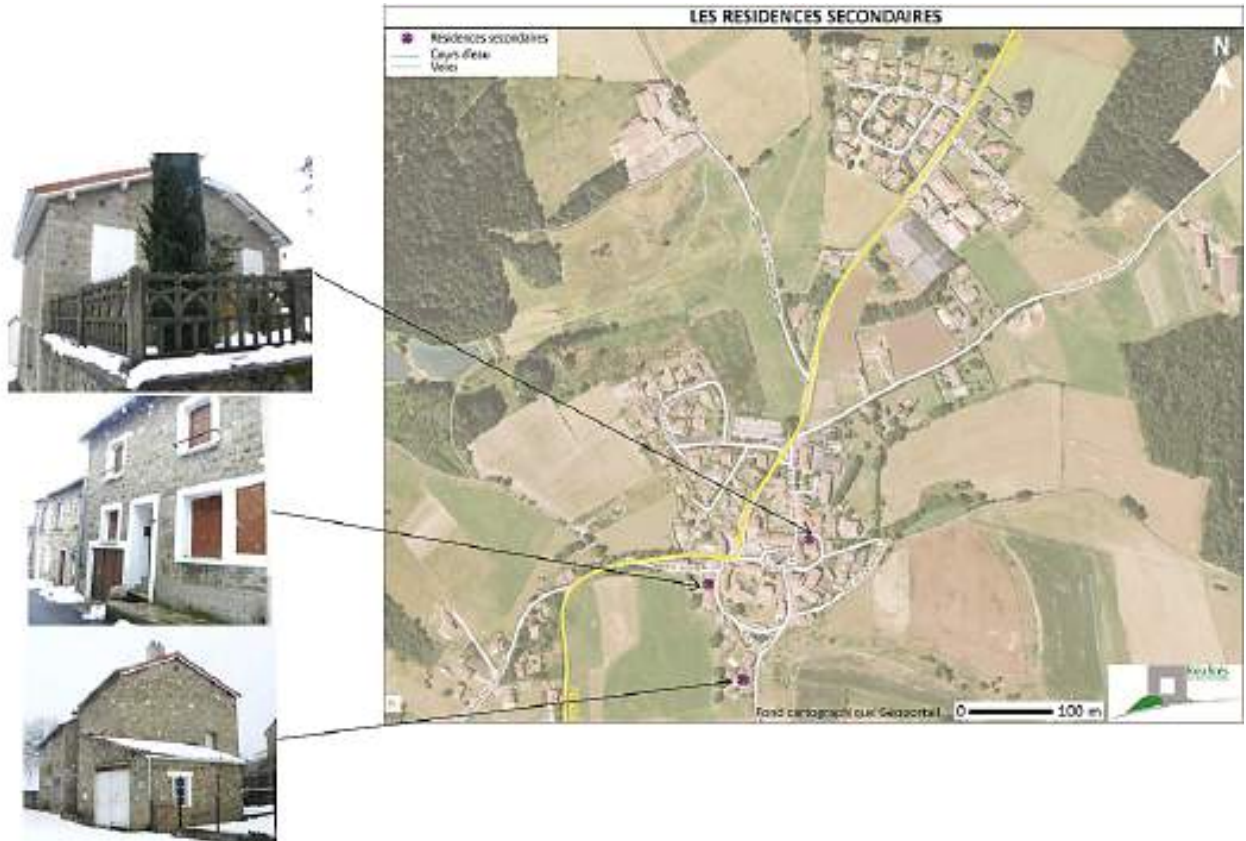 LES RESIDENCES SECONDAIRES
Résidences secondaires
Cours d'eau
Voies
N
Fond cartographique Géoportail
0 100 m